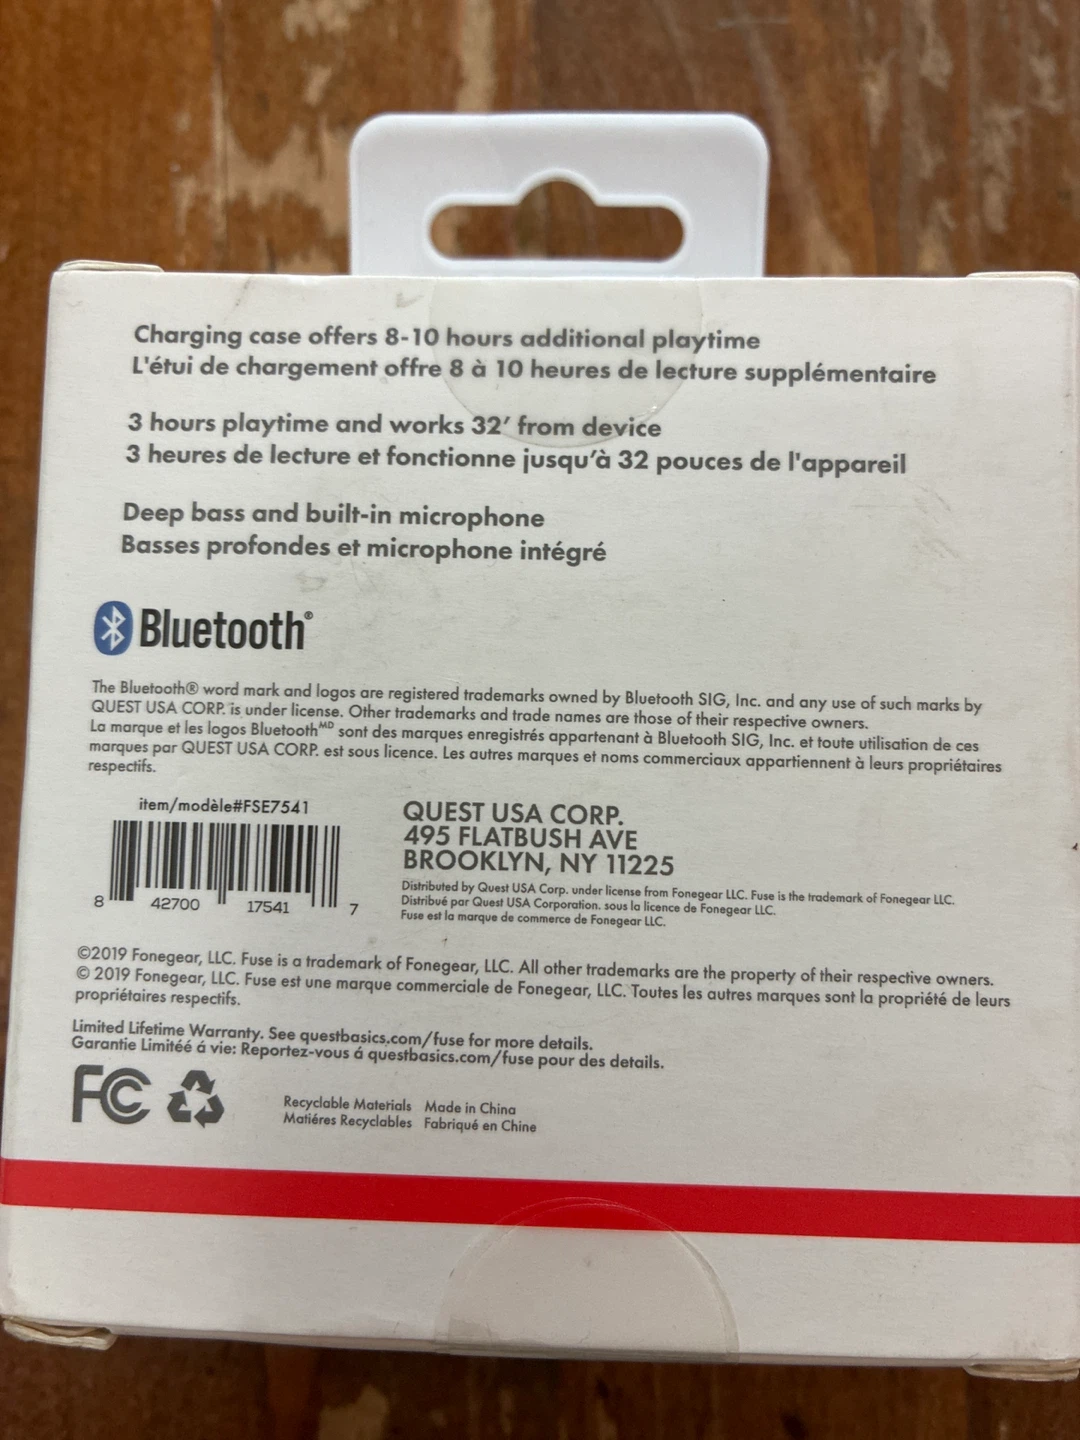 Charging case offers 8-10 hours additional playtime
L'étui de chargement offre 8 à 10 heures de lecture supplémentaire
3 hours playtime and works 32’ from device
3 heures de lecture et fonctionne jusqu’à 32 pouces de l'appareil
Deep bass and built-in microphone
Basses profondes et microphone intégré
Bluetooth®
The Bluetooth® word mark and logos are registered trademarks owned by Bluetooth SIG, Inc. and any use of such marks by
QUEST USA CORP. is under license. Other trademarks and trade names are those of their respective owners.
La marque et les logos Bluetooth MD sont des marques enregistrés appartenant à Bluetooth SIG, Inc. et toute utilisation de ces
marques par QUEST USA CORP. est sous licence. Les autres marques et noms commerciaux appartiennent à leurs propriétaires
respectifs.
item/modèle#FSE7541
8 42700 17541 7
QUEST USA CORP.
495 FLATBUSH AVE
BROOKLYN, NY 11225
Distributed by Quest USA Corp. under license from Fonegear LLC. Fuse is the trademark of Fonegear LLC.
Distribué par Quest USA Corporation. sous la licence de Fonegear LLC.
Fuse est la marque de commerce de Fonegear LLC.
©2019 Fonegear, LLC. Fuse is a trademark of Fonegear, LLC. All other trademarks are the property of their respective owners.
© 2019 Fonegear, LLC. Fuse est une marque commerciale de Fonegear, LLC. Toutes les autres marques sont la propriété de leurs
propriétaires respectifs.
Limited Lifetime Warranty. See questbasics.com/fuse for more details.
Garantie Limitéé á vie: Reportez-vous á questbasics.com/fuse pour des details.
FC
Recyclable Materials Made in China
Matiéres Recyclables Fabriqué en Chine